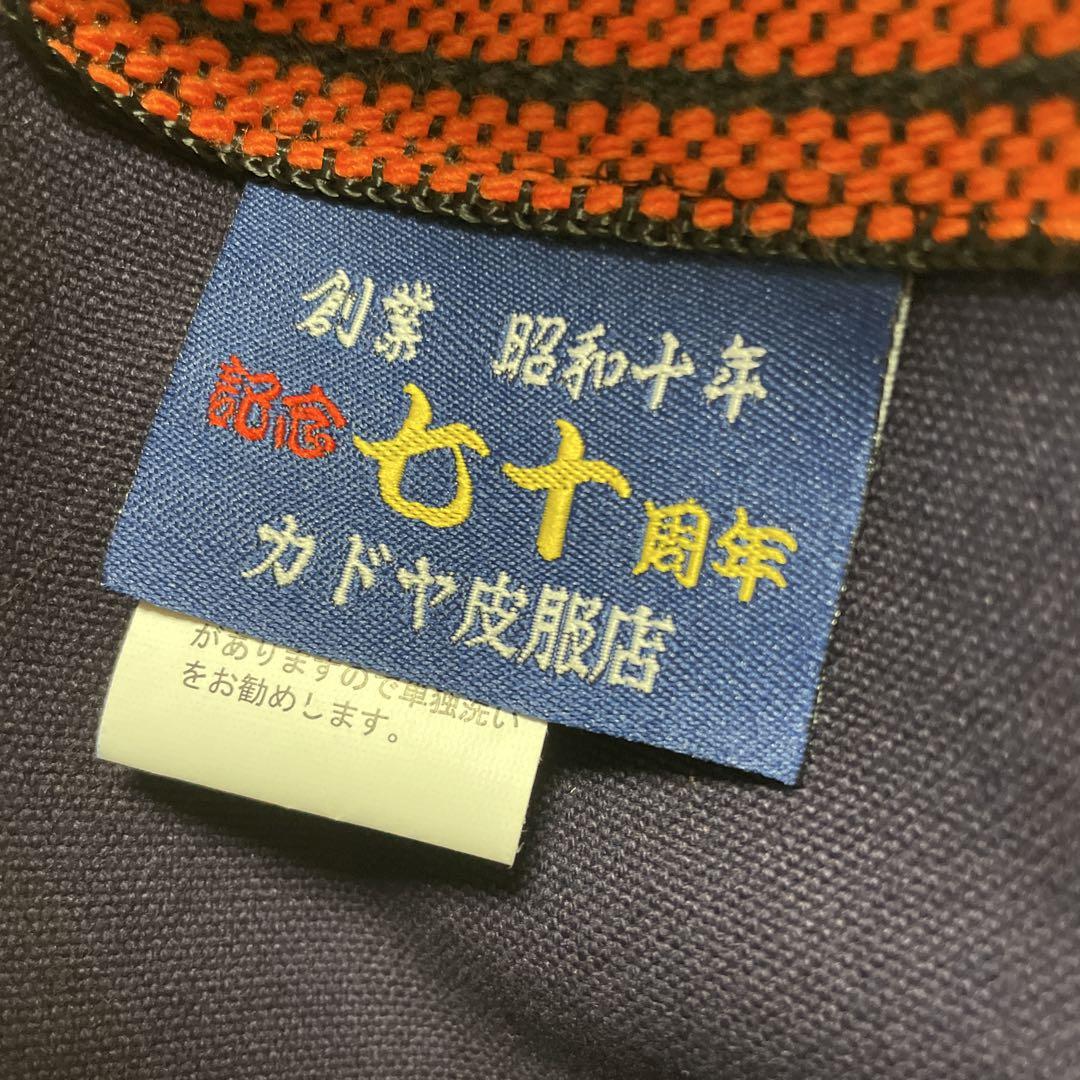 創業 昭和十年
記念 七十周年
カドヤ皮服店
がありますので単独洗い
をお勧めします。